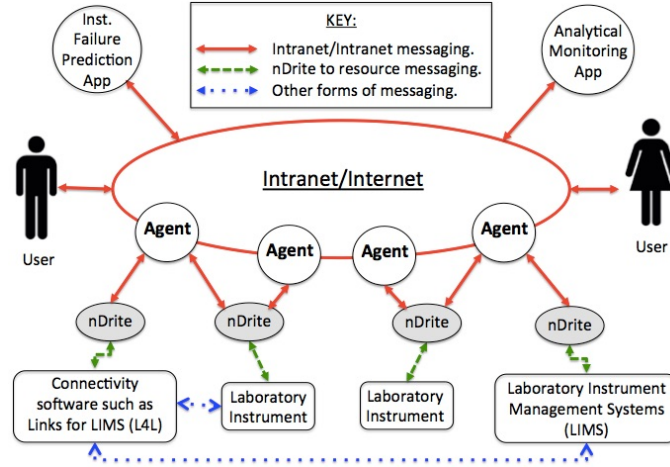 Inst.
Failure
Prediction
App
KEY:
Intranet/Intranet messaging.
nDrite to resource messaging.
Other forms of messaging.
Analytical
Monitoring
App
Intranet/Internet
User
User
Agent
Agent
Agent
Agent
nDrite
nDrite
nDrite
nDrite
Connectivity
software such as
Links for LIMS (L4L)
Laboratory
Instrument
Laboratory
Instrument
Laboratory Instrument
Management Systems
(LIMS)